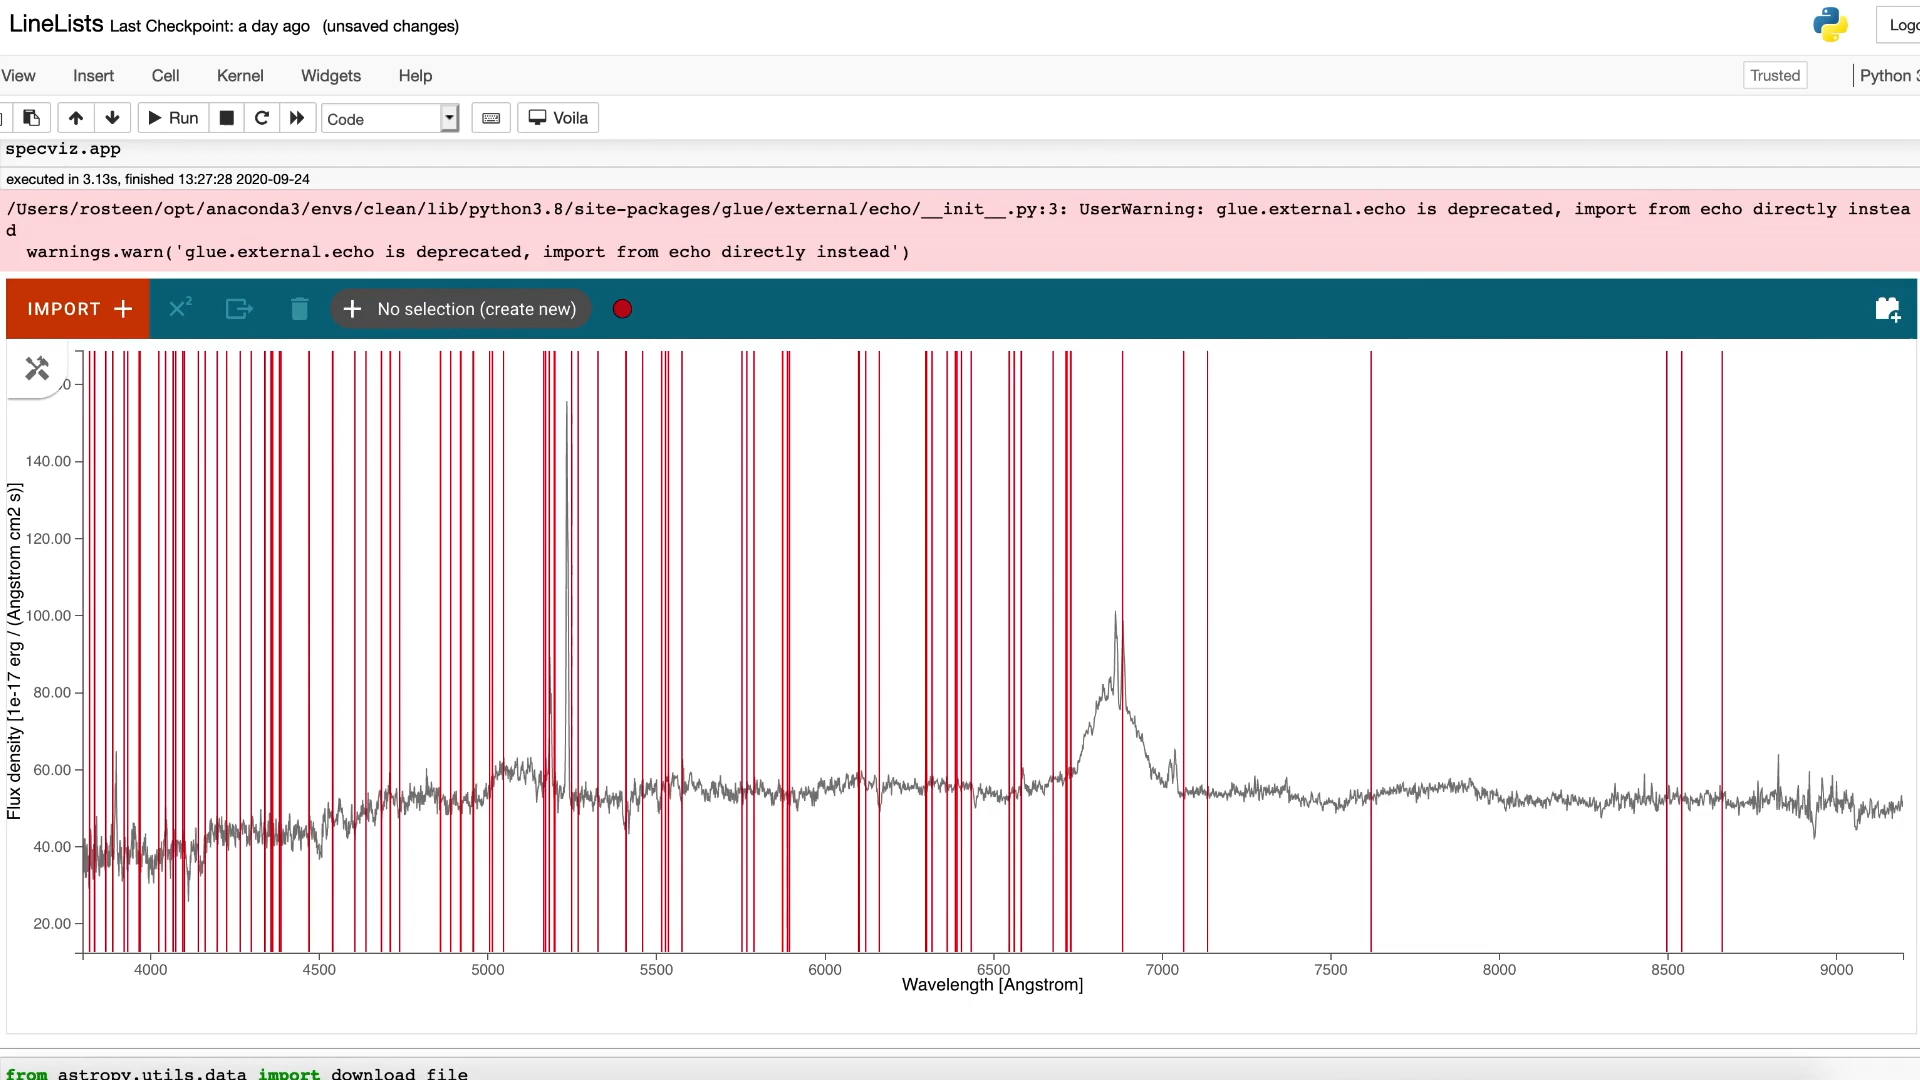 LineLists Last Checkpoint: a day ago (unsaved changes)
View Insert Cell Kernel Widgets Help
Trusted Python 3
Run Code Voila
specviz.app
executed in 3.13s, finished 13:27:28 2020-09-24
/Users/rosteen/opt/anaconda3/envs/clean/lib/python3.8/site-packages/glue/external/echo/__init__.py:3: UserWarning: glue.external.echo is deprecated, import from echo directly instea
d
warnings.warn('glue.external.echo is deprecated, import from echo directly instead')
IMPORT + x2 + No selection (create new)
140.00
120.00
100.00
80.00
60.00
40.00
20.00
Flux density [1e-17 erg / (Angstrom cm2 s)]
4000 4500 5000 5500 6000 6500 7000 7500 8000 8500 9000
Wavelength [Angstrom]
from astropy.utils.data import download_file